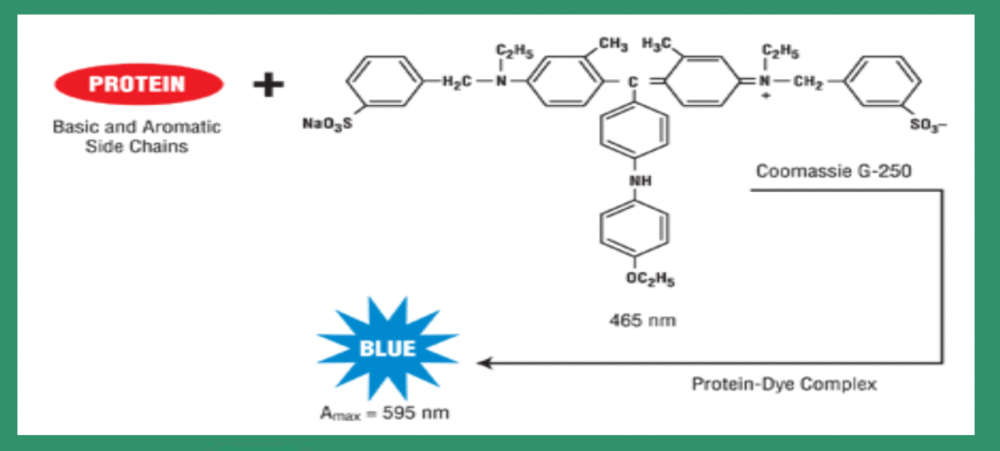 PROTEIN
+
Basic and Aromatic
Side Chains
C₂H₅
CH₃
H₃C
C₂H₅
H₂C
N
C
N
+
CH₂
NaO₃S
SO₃–
NH
OC₂H₅
Coomassie G-250
465 nm
BLUE
Protein-Dye Complex
Amax = 595 nm